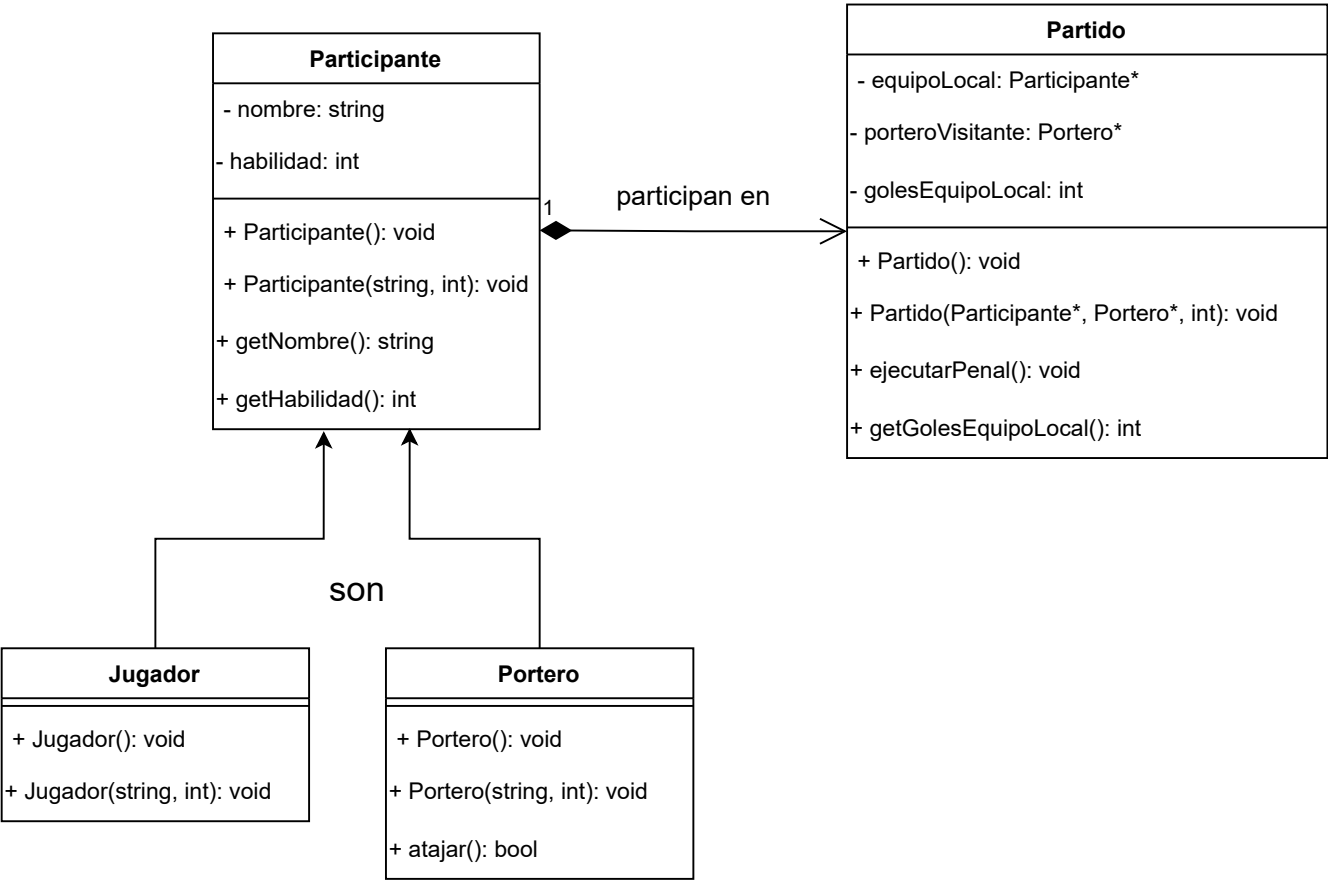 Participante
- nombre: string
- habilidad: int
+ Participante(): void
+ Participante(string, int): void
+ getNombre(): string
+ getHabilidad(): int
1
participan en
Partido
- equipoLocal: Participante*
- porteroVisitante: Portero*
- golesEquipoLocal: int
+ Partido(): void
+ Partido(Participante*, Portero*, int): void
+ ejecutarPenal(): void
+ getGolesEquipoLocal(): int
son
Jugador
+ Jugador(): void
+ Jugador(string, int): void
Portero
+ Portero(): void
+ Portero(string, int): void
+ atajar(): bool